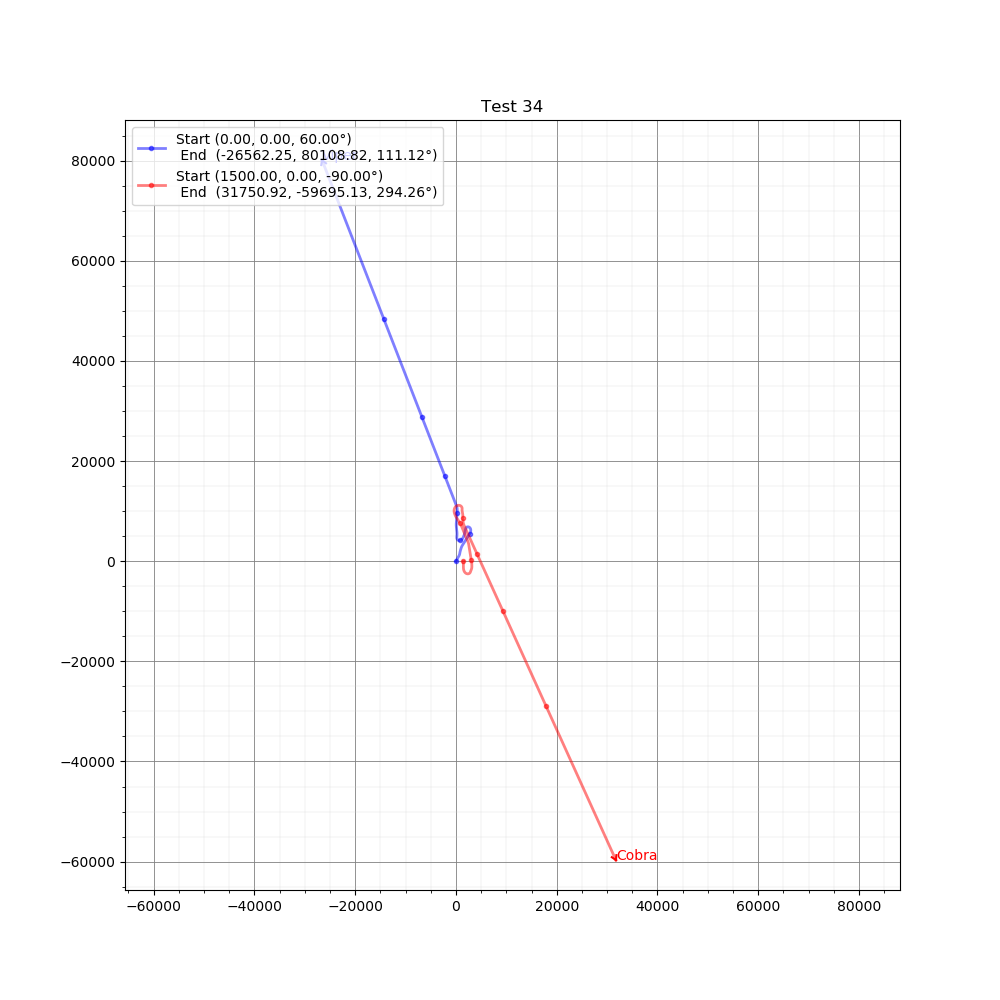 Test 34
Start (0.00, 0.00, 60.00°)
End (-26562.25, 80108.82, 111.12°)
Start (1500.00, 0.00, -90.00°)
End (31750.92, -59695.13, 294.26°)
80000
60000
40000
20000
0
−20000
−40000
−60000
Cobra
−60000 −40000 −20000 0 20000 40000 60000 80000